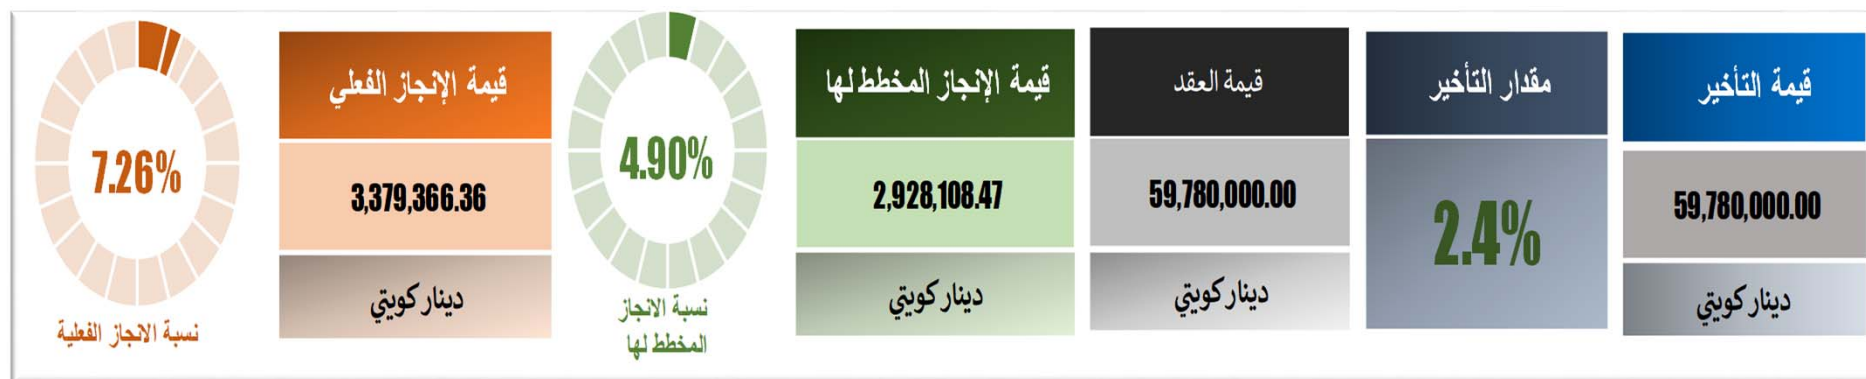 قيمة التأخير
59,780,000.00
دينار كويتي
مقدار التأخير
2.4%
قيمة العقد
59,780,000.00
دينار كويتي
قيمة الإنجاز المخطط لها
2,928,108.47
دينار كويتي
4.90%
نسبة الانجاز
المخطط لها
قيمة الإنجاز الفعلي
3,379,366.36
دينار كويتي
7.26%
نسبة الانجاز الفعلية